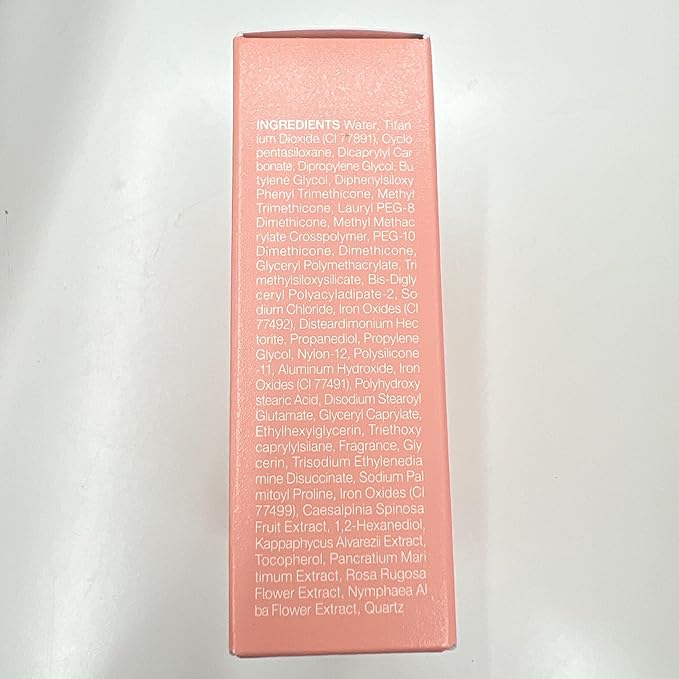 INGREDIENTS Water, Titan
ium Dioxide (CI 77891), Cyclo
pentasiloxane, Dicaprylyl Car
bonate, Dipropylene Glycol, Bu
tylene Glycol, Diphenylsiloxy
Phenyl Trimethicone, Methyl
Trimethicone, Lauryl PEG-8
Dimethicone, Methyl Methac
rylate Crosspolymer, PEG-10
Dimethicone, Dimethicone,
Glyceryl Polymethacrylate, Tri
methylsiloxysilicate, Bis-Digly
ceryl Polyacyladipate-2, So
dium Chloride, Iron Oxides (CI
77492), Disteardimonium Hec
torite, Propanediol, Propylene
Glycol, Nylon-12, Polysilicone
-11, Aluminum Hydroxide, Iron
Oxides (CI 77491), Polyhydroxy
stearic Acid, Disodium Stearoyl
Glutamate, Glyceryl Caprylate,
Ethylhexylglycerin, Triethoxy
caprylylsilane, Fragrance, Gly
cerin, Trisodium Ethylenedia
mine Disuccinate, Sodium Pal
mitoyl Proline, Iron Oxides (CI
77499), Caesalpinia Spinosa
Fruit Extract, 1,2-Hexanediol,
Kappaphycus Alvarezii Extract,
Tocopherol, Pancratium Mari
timum Extract, Rosa Rugosa
Flower Extract, Nymphaea Al
ba Flower Extract, Quartz